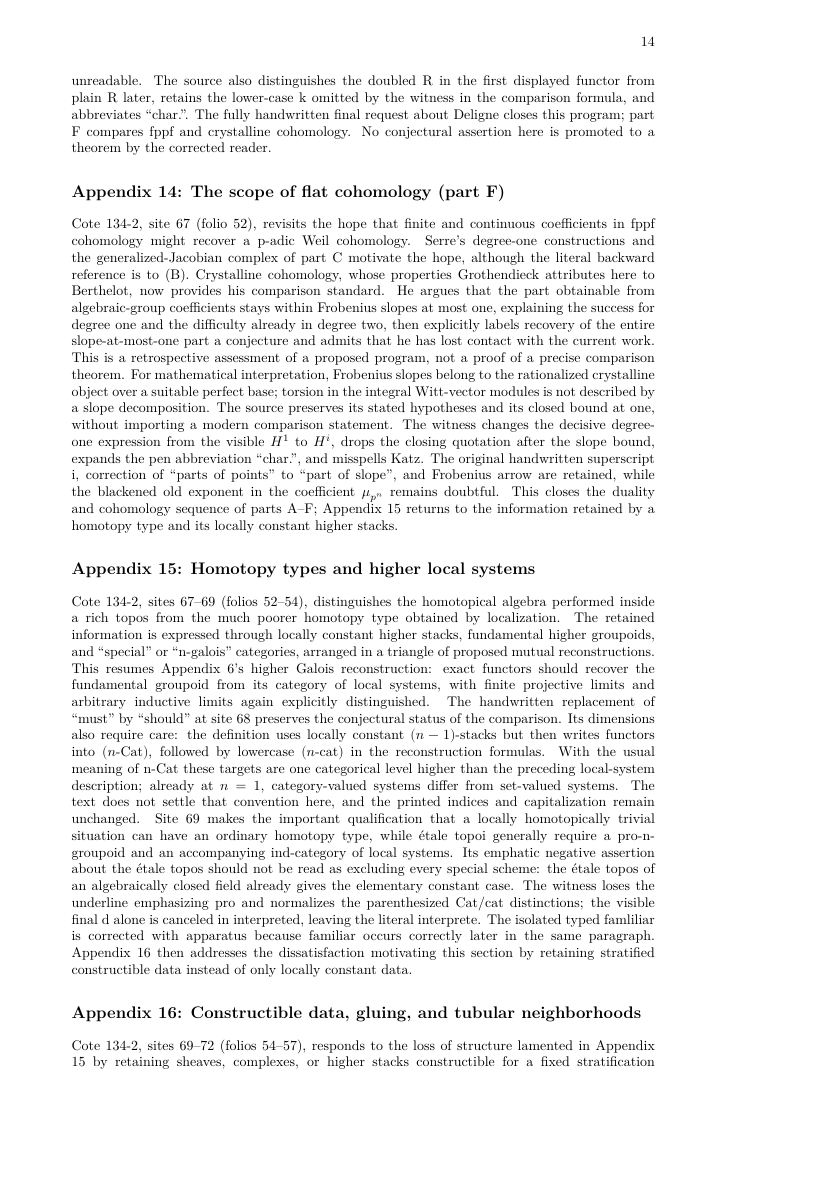 14
unreadable. The source also distinguishes the doubled R in the first displayed functor from
plain R later, retains the lower-case k omitted by the witness in the comparison formula, and
abbreviates “char.”. The fully handwritten final request about Deligne closes this program; part
F compares fppf and crystalline cohomology. No conjectural assertion here is promoted to a
theorem by the corrected reader.
Appendix 14: The scope of flat cohomology (part F)
Cote 134-2, site 67 (folio 52), revisits the hope that finite and continuous coefficients in fppf
cohomology might recover a p-adic Weil cohomology. Serre’s degree-one constructions and
the generalized-Jacobian complex of part C motivate the hope, although the literal backward
reference is to (B). Crystalline cohomology, whose properties Grothendieck attributes here to
Berthelot, now provides his comparison standard. He argues that the part obtainable from
algebraic-group coefficients stays within Frobenius slopes at most one, explaining the success for
degree one and the difficulty already in degree two, then explicitly labels recovery of the entire
slope-at-most-one part a conjecture and admits that he has lost contact with the current work.
This is a retrospective assessment of a proposed program, not a proof of a precise comparison
theorem. For mathematical interpretation, Frobenius slopes belong to the rationalized crystalline
object over a suitable perfect base; torsion in the integral Witt-vector modules is not described by
a slope decomposition. The source preserves its stated hypotheses and its closed bound at one,
without importing a modern comparison statement. The witness changes the decisive degree-
one expression from the visible H¹ to Hⁱ, drops the closing quotation after the slope bound,
expands the pen abbreviation “char.”, and misspells Katz. The original handwritten superscript
i, correction of “parts of points” to “part of slope”, and Frobenius arrow are retained, while
the blackened old exponent in the coefficient μ_{pⁿ} remains doubtful. This closes the duality
and cohomology sequence of parts A–F; Appendix 15 returns to the information retained by a
homotopy type and its locally constant higher stacks.
Appendix 15: Homotopy types and higher local systems
Cote 134-2, sites 67–69 (folios 52–54), distinguishes the homotopical algebra performed inside
a rich topos from the much poorer homotopy type obtained by localization. The retained
information is expressed through locally constant higher stacks, fundamental higher groupoids,
and “special” or “n-galois” categories, arranged in a triangle of proposed mutual reconstructions.
This resumes Appendix 6’s higher Galois reconstruction: exact functors should recover the
fundamental groupoid from its category of local systems, with finite projective limits and
arbitrary inductive limits again explicitly distinguished. The handwritten replacement of
“must” by “should” at site 68 preserves the conjectural status of the comparison. Its dimensions
also require care: the definition uses locally constant (n − 1)-stacks but then writes functors
into (n-Cat), followed by lowercase (n-cat) in the reconstruction formulas. With the usual
meaning of n-Cat these targets are one categorical level higher than the preceding local-system
description; already at n = 1, category-valued systems differ from set-valued systems. The
text does not settle that convention here, and the printed indices and capitalization remain
unchanged. Site 69 makes the important qualification that a locally homotopically trivial
situation can have an ordinary homotopy type, while étale topoi generally require a pro-n-
groupoid and an accompanying ind-category of local systems. Its emphatic negative assertion
about the étale topos should not be read as excluding every special scheme: the étale topos of
an algebraically closed field already gives the elementary constant case. The witness loses the
underline emphasizing pro and normalizes the parenthesized Cat/cat distinctions; the visible
final d alone is canceled in interpreted, leaving the literal interprete. The isolated typed famliliar
is corrected with apparatus because familiar occurs correctly later in the same paragraph.
Appendix 16 then addresses the dissatisfaction motivating this section by retaining stratified
constructible data instead of only locally constant data.
Appendix 16: Constructible data, gluing, and tubular neighborhoods
Cote 134-2, sites 69–72 (folios 54–57), responds to the loss of structure lamented in Appendix
15 by retaining sheaves, complexes, or higher stacks constructible for a fixed stratification